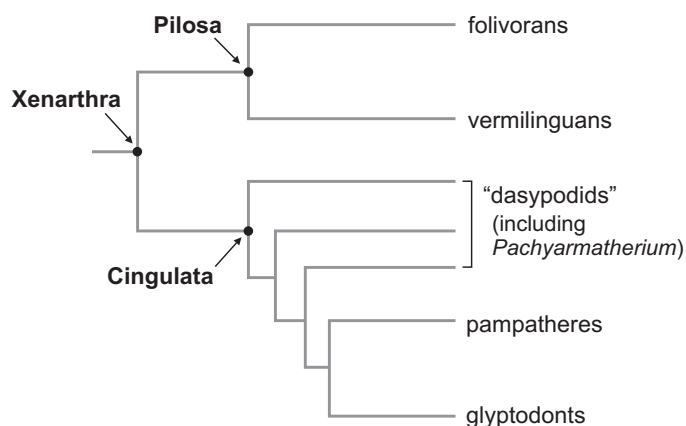 Pilosa
folivorans
Xenarthra
vermilinguans
“dasypodids”
(including
Pachyarmatherium)
Cingulata
pampatheres
glyptodonts